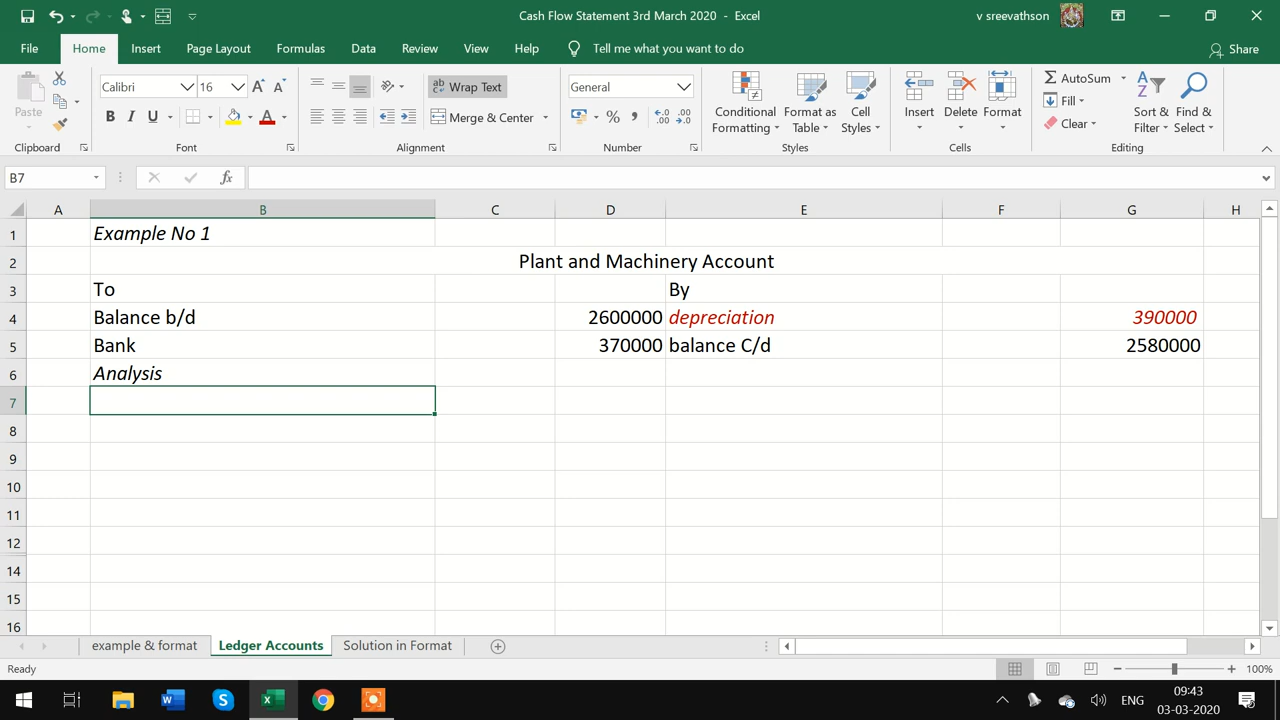 Cash Flow Statement 3rd March 2020 - Excel
v sreevathson
File Home Insert Page Layout Formulas Data Review View Help Tell me what you want to do Share
Paste
Calibri 16
B I U A
ab Wrap Text
Merge & Center
General
% ,
Conditional Formatting
Format as Table
Cell Styles
Insert Delete Format
AutoSum
Fill
Clear
Sort & Filter
Find & Select
Clipboard Font Alignment Number Styles Cells Editing
B7 fx
A B C D E F G H
1 Example No 1
2 Plant and Machinery Account
3 To By
4 Balance b/d 2600000 depreciation 390000
5 Bank 370000 balance C/d 2580000
6 Analysis
7
8
9
10
11
12
14
15
16
example & format Ledger Accounts Solution in Format
Ready 100%
ENG 09:43
03-03-2020